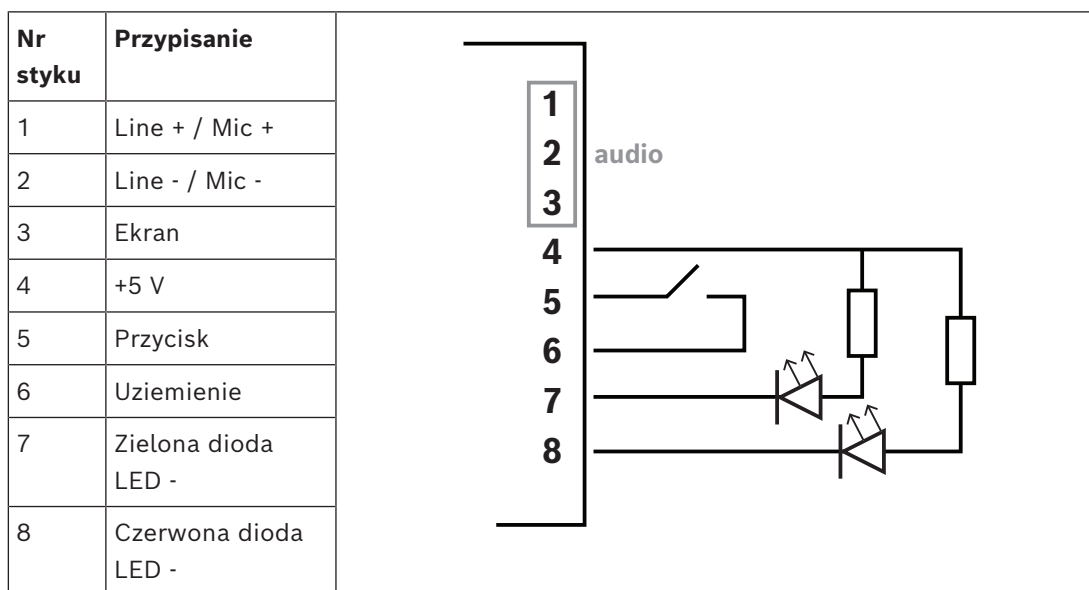 Nr styku Przypisanie
1 Line + / Mic +
2 Line - / Mic -
3 Ekran
4 +5 V
5 Przycisk
6 Uziemienie
7 Zielona dioda
LED -
8 Czerwona dioda
LED -
1
2 audio
3
4
5
6
7
8